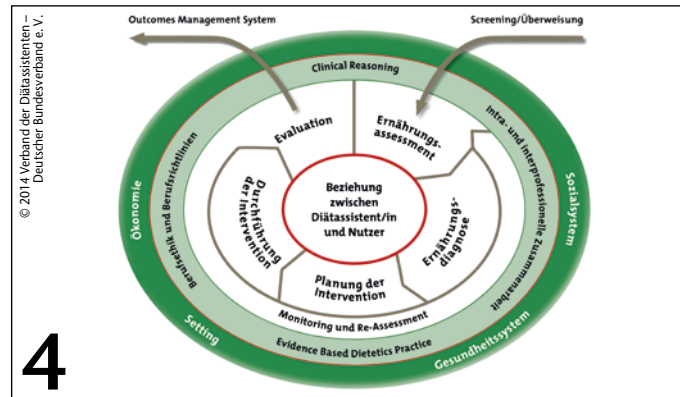 © 2014 Verband der Diätassistenten –
Deutscher Bundesverband e. V.
Outcomes Management System
Screening/Überweisung
Clinical Reasoning
Intra- und interprofessionelle Zusammenarbeit
Evidence Based Dietetics Practice
Berufsethik und Berufsrichtlinien
Ökonomie
Sozialsystem
Setting
Gesundheitssystem
Evaluation
Ernährungs-
assessment
Ernährungs-
diagnose
Planung der
Intervention
Durchführung
der Intervention
Monitoring und Re-Assessment
Beziehung
zwischen
Diätassistent/in
und Nutzer
4